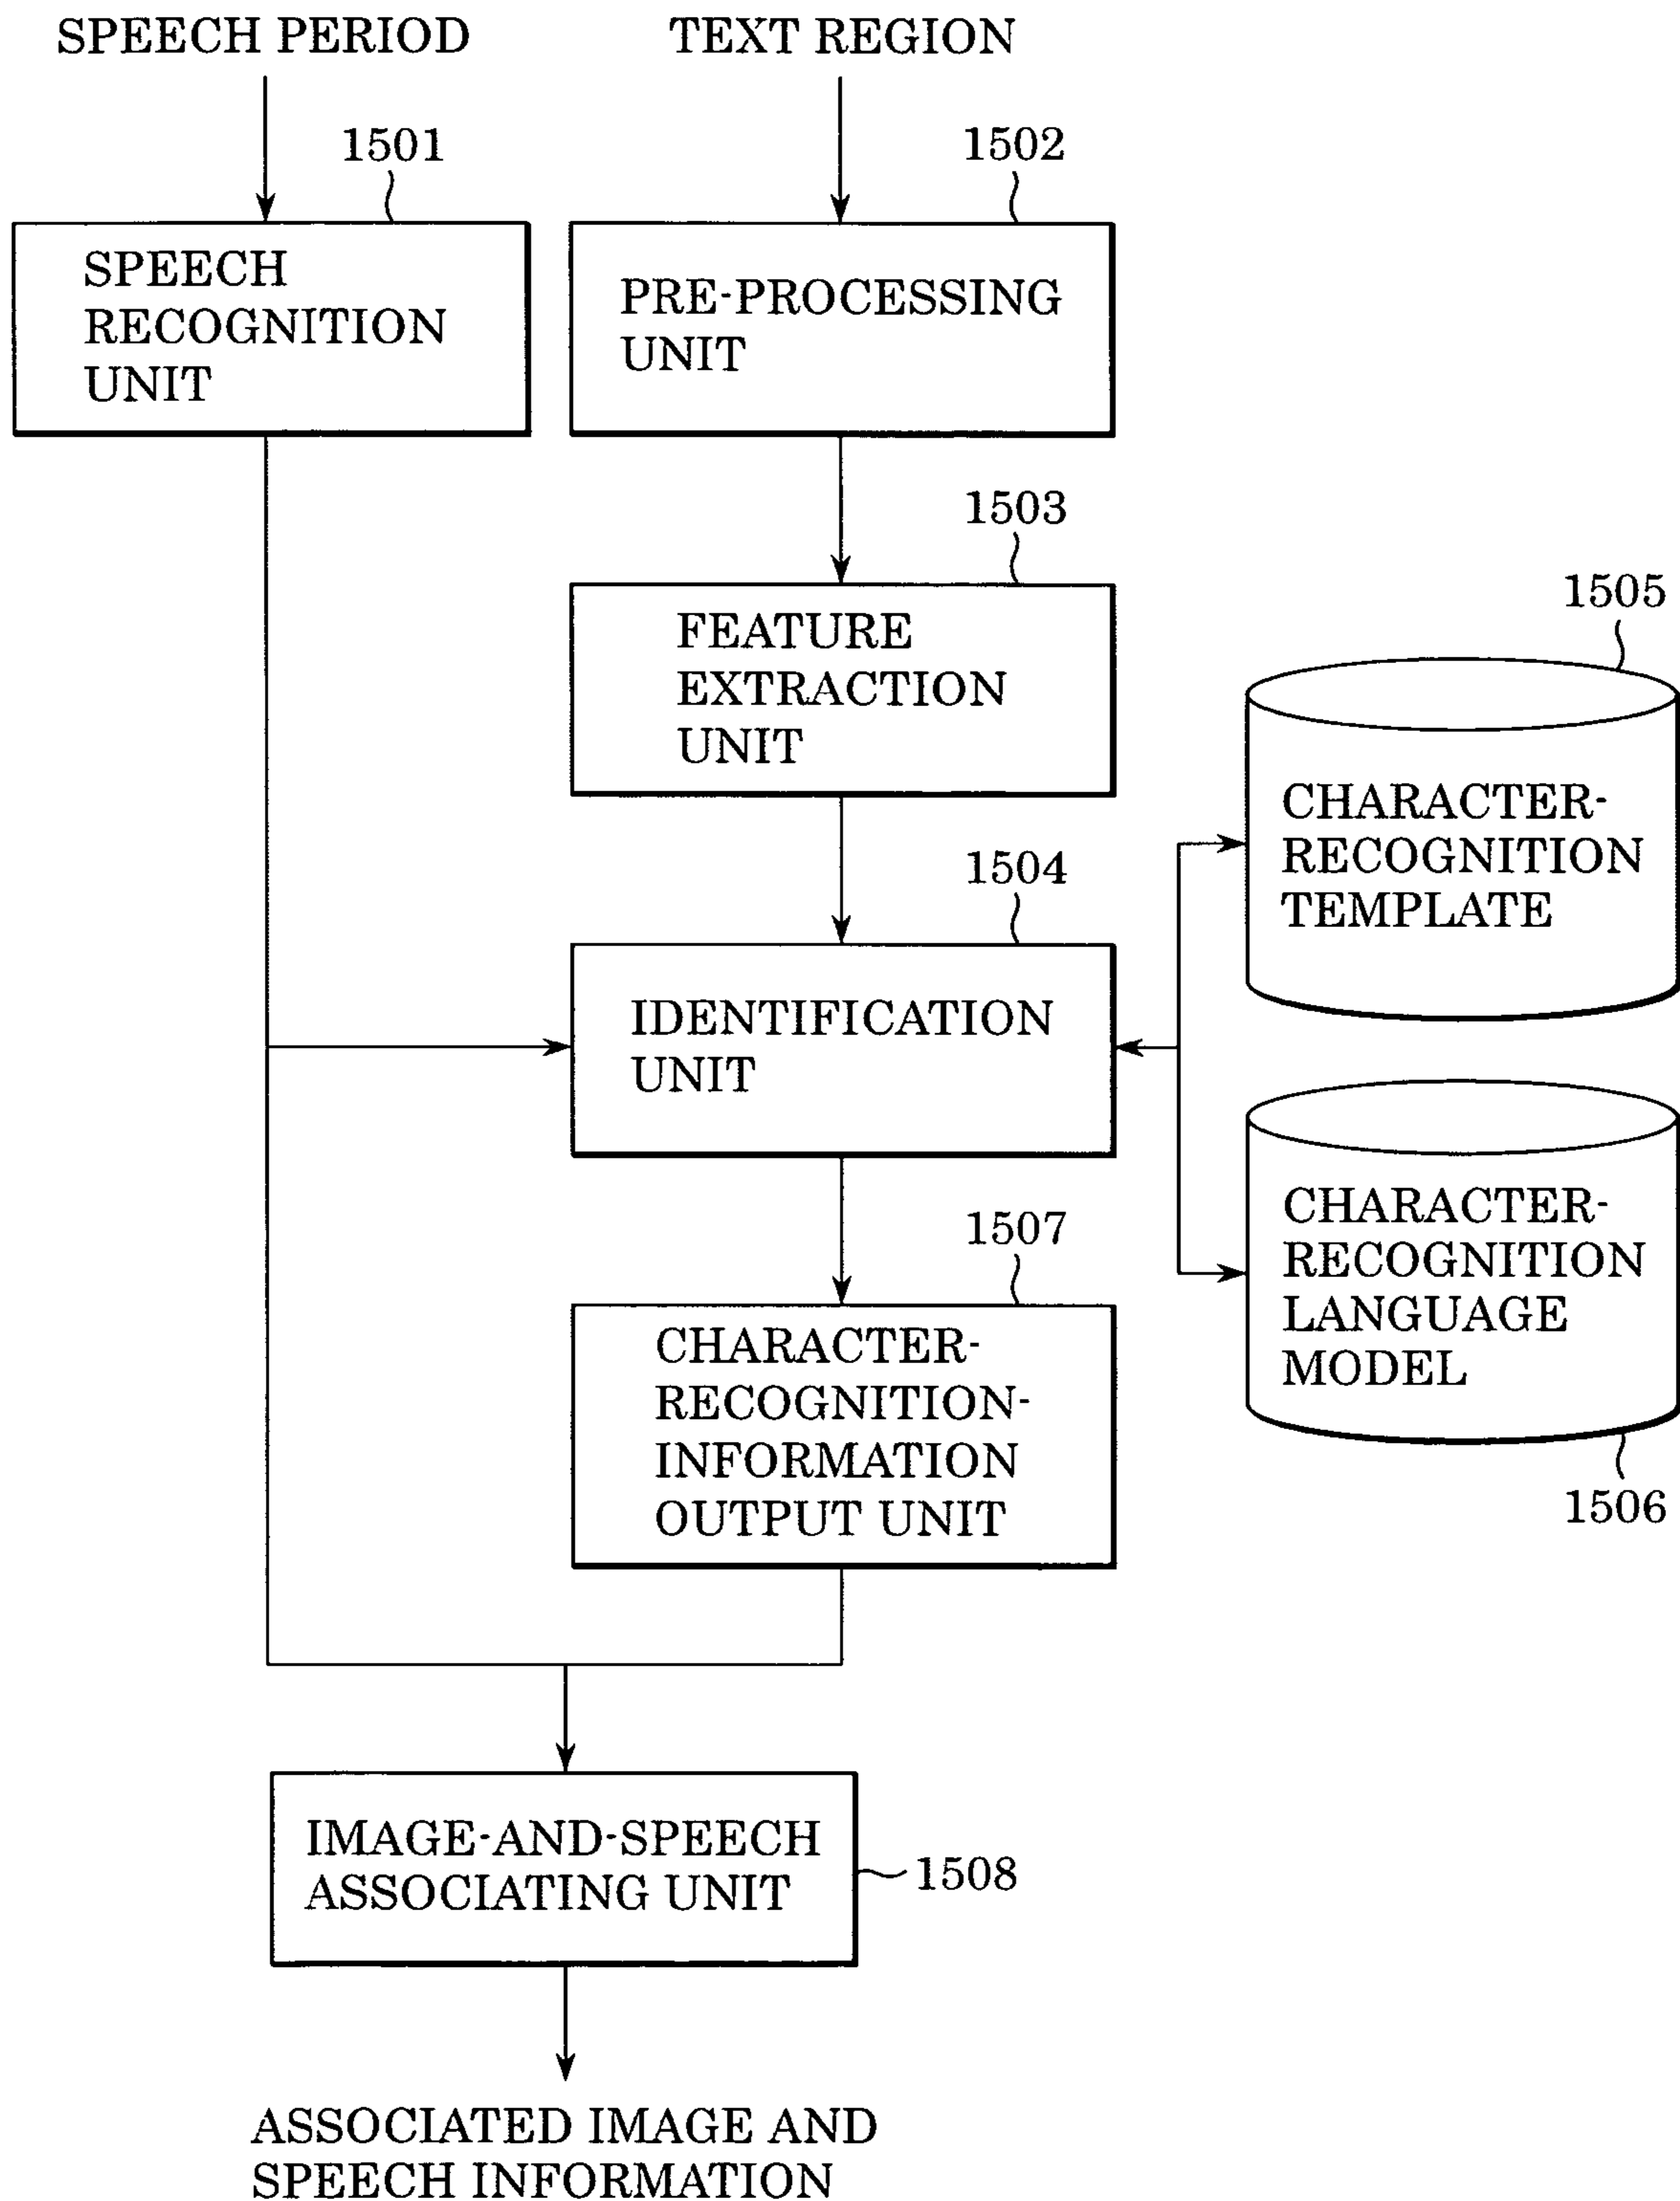 SPEECH PERIOD
TEXT REGION
1501
1502
SPEECH
RECOGNITION
UNIT
PRE-PROCESSING
UNIT
1503
FEATURE
EXTRACTION
UNIT
1505
CHARACTER-
RECOGNITION
TEMPLATE
1504
IDENTIFICATION
UNIT
CHARACTER-
RECOGNITION
LANGUAGE
MODEL
1506
1507
CHARACTER-
RECOGNITION-
INFORMATION
OUTPUT UNIT
IMAGE-AND-SPEECH
ASSOCIATING UNIT
1508
ASSOCIATED IMAGE AND
SPEECH INFORMATION